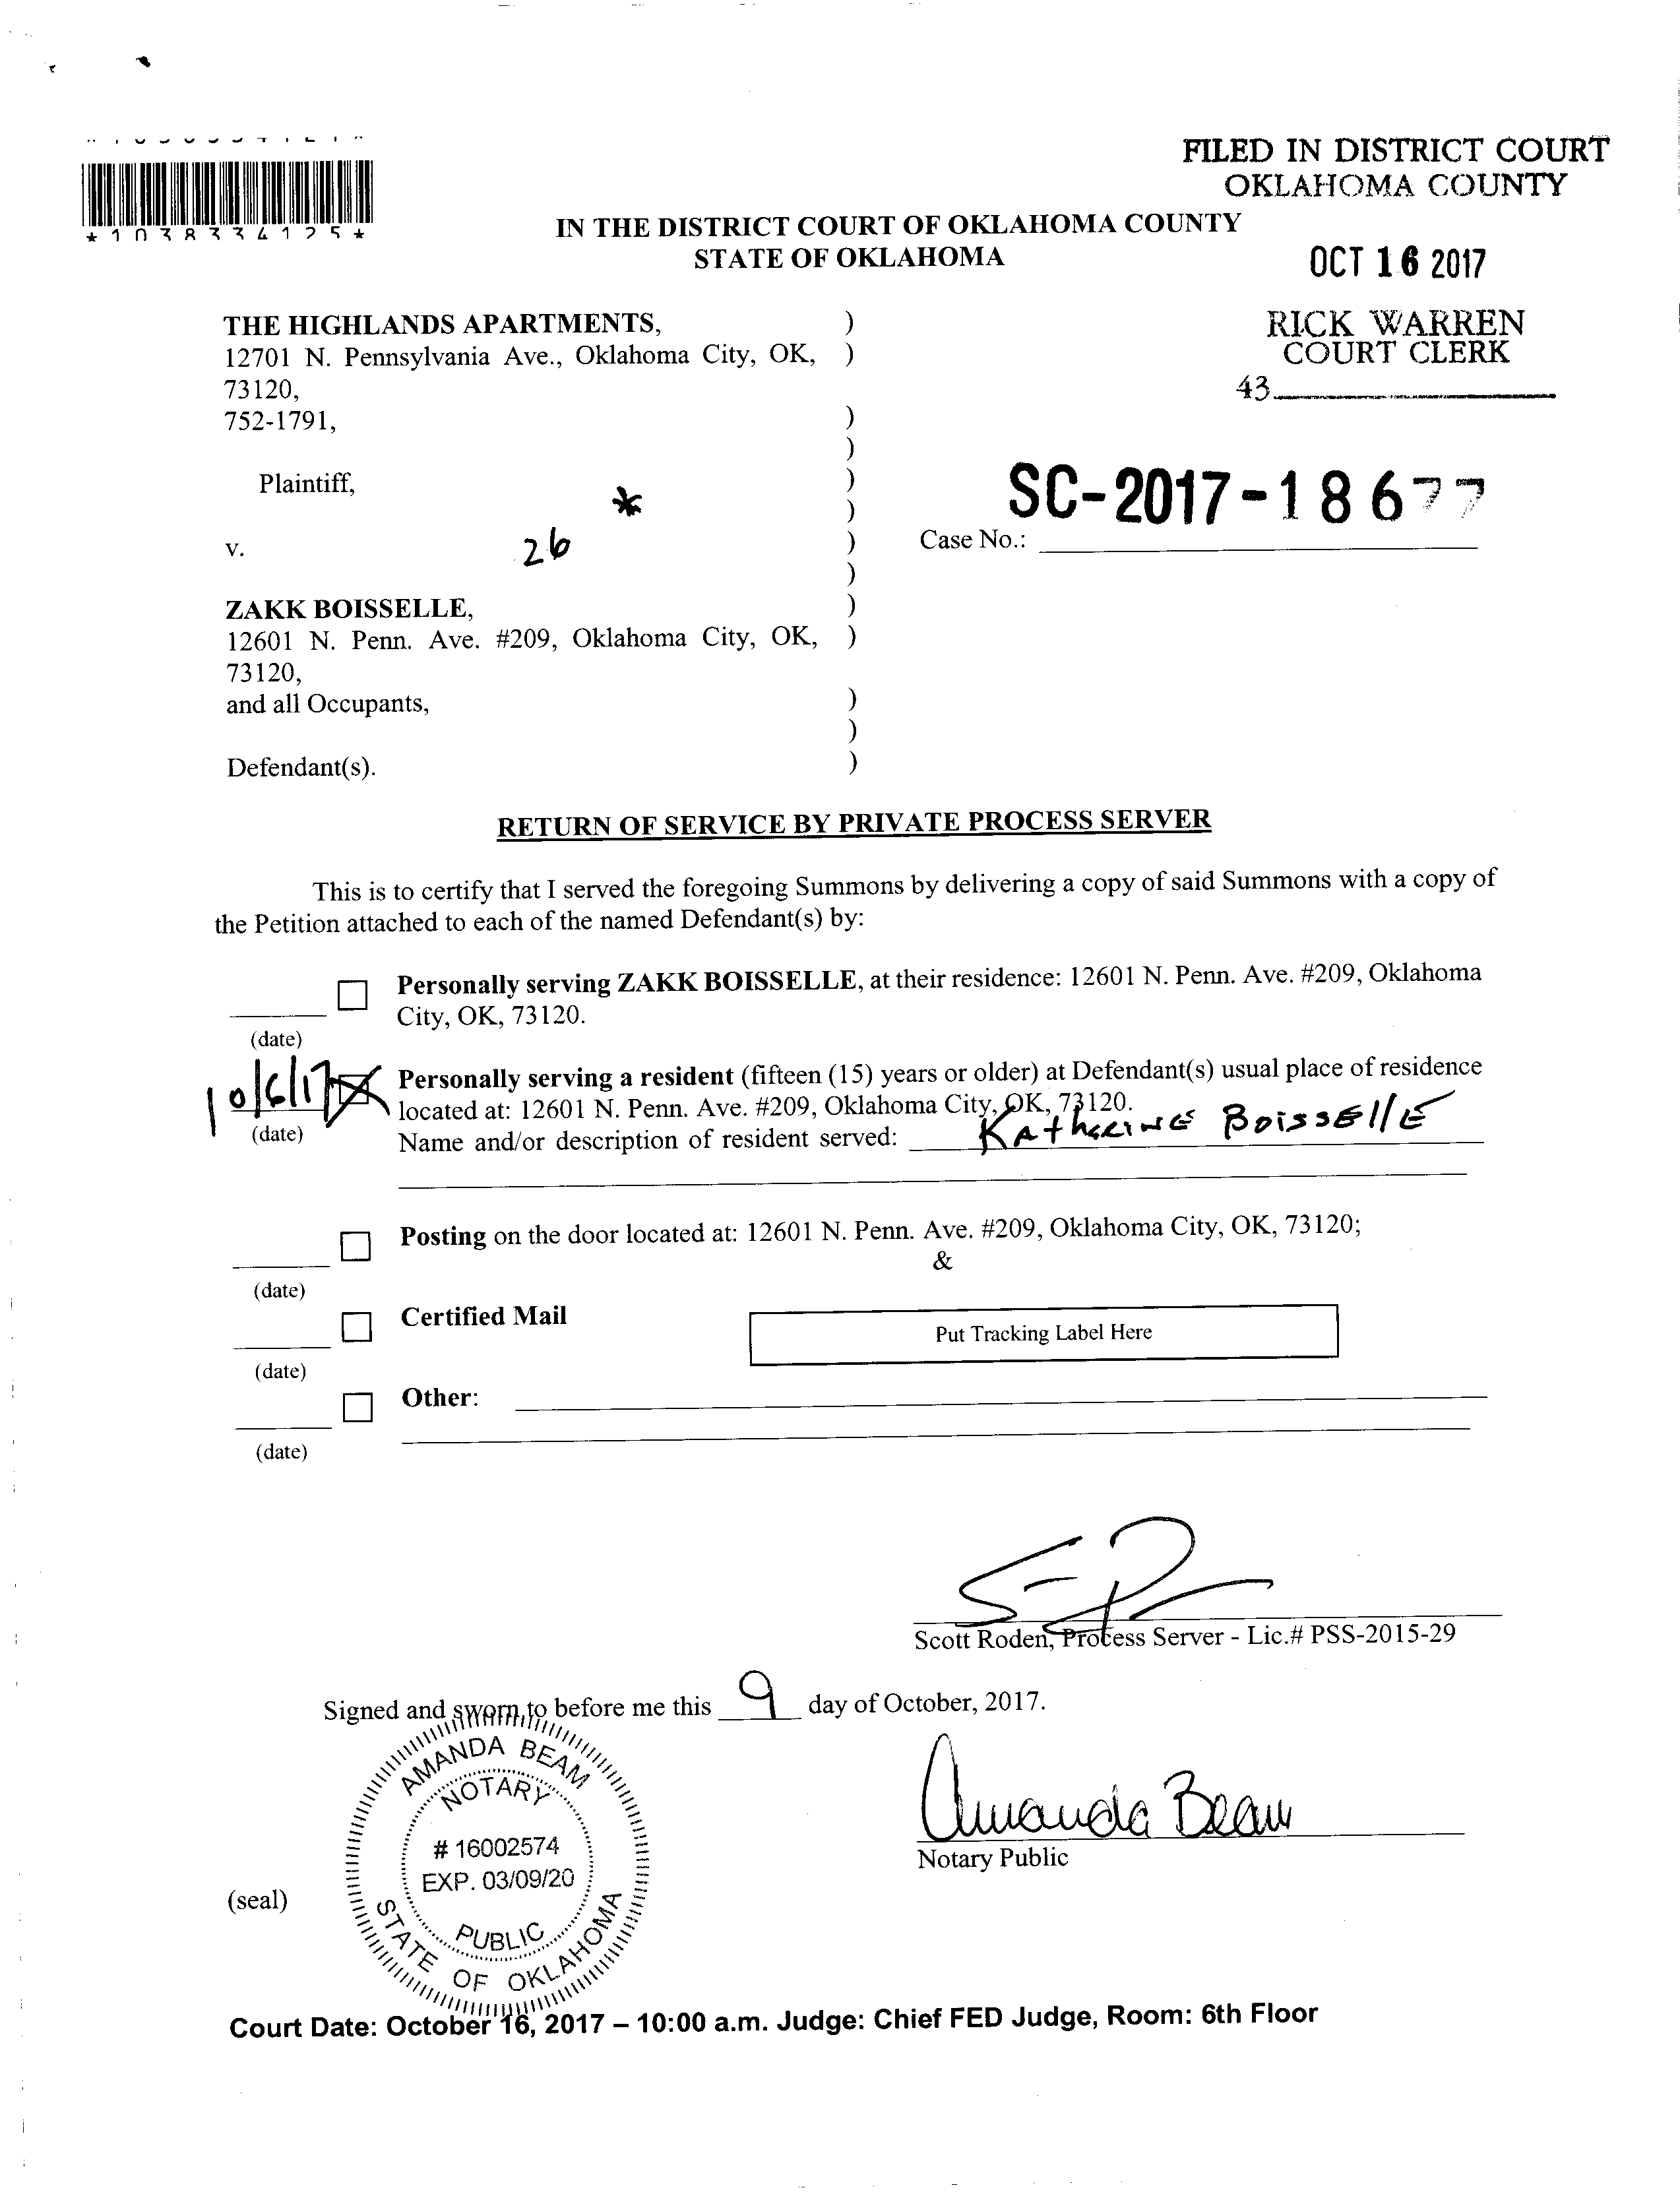 FILED IN DISTRICT COURT
OKLAHOMA COUNTY
*1038334125*
IN THE DISTRICT COURT OF OKLAHOMA COUNTY
STATE OF OKLAHOMA
OCT 16 2017
RICK WARREN
COURT CLERK
43
THE HIGHLANDS APARTMENTS, )
12701 N. Pennsylvania Ave., Oklahoma City, OK, )
73120,
752-1791, )
)
Plaintiff, )
* )
v. 26 )
)
SC-2017-18677
Case No.:
ZAKK BOISSELLE, )
12601 N. Penn. Ave. #209, Oklahoma City, OK, )
73120,
and all Occupants, )
)
Defendant(s). )
RETURN OF SERVICE BY PRIVATE PROCESS SERVER
This is to certify that I served the foregoing Summons by delivering a copy of said Summons with a copy of
the Petition attached to each of the named Defendant(s) by:
Personally serving ZAKK BOISSELLE, at their residence: 12601 N. Penn. Ave. #209, Oklahoma
City, OK, 73120.
(date)
10/6/17 Personally serving a resident (fifteen (15) years or older) at Defendant(s) usual place of residence
located at: 12601 N. Penn. Ave. #209, Oklahoma City, OK, 73120.
(date)
Name and/or description of resident served: Katherine Boisselle
Posting on the door located at: 12601 N. Penn. Ave. #209, Oklahoma City, OK, 73120;
&
(date)
Certified Mail
Put Tracking Label Here
(date)
Other:
(date)
Scott Roden, Process Server - Lic.# PSS-2015-29
Signed and sworn to before me this 9 day of October, 2017.
AMANDA BEAM
NOTARY
# 16002574
EXP. 03/09/20
PUBLIC
STATE OF OKLAHOMA
Amanda Beam
Notary Public
(seal)
Court Date: October 16, 2017 – 10:00 a.m. Judge: Chief FED Judge, Room: 6th Floor